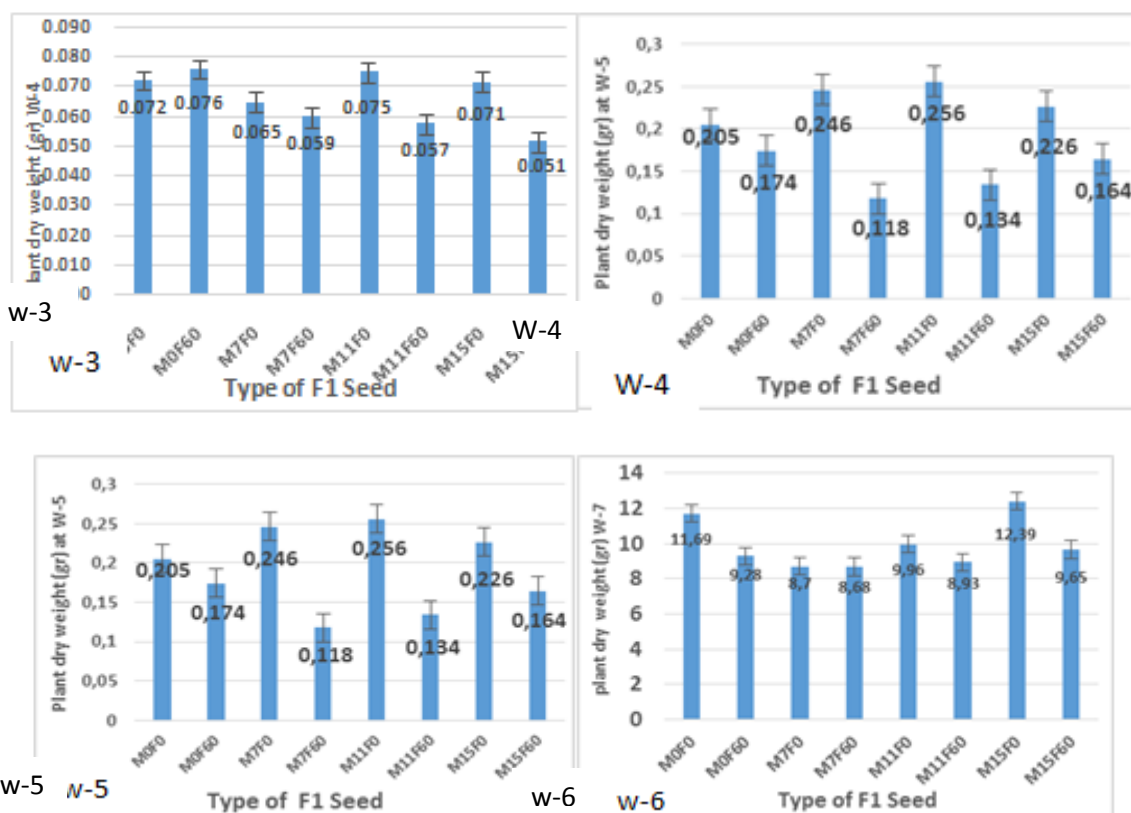 0.090
0.080
0.070
0.060
0.050
0.040
0.030
0.020
0.010
00
lant dry weight (gr) W-4
0.072
0.076
0.065
0.059
0.075
0.057
0.071
0.051
F0
M0F60
M7F0
M7F60
M11F0
M11F60
M15F0
M15
Type of F1 Seed
w-3
w-3
W-4
0,3
0,25
0,2
0,15
0,1
0,05
0
Plant dry weight (gr) at W-5
0,205
0,174
0,246
0,118
0,256
0,134
0,226
0,164
M0F0
M0F60
M7F0
M7F60
M11F0
M11F60
M15F0
M15F60
W-4
Type of F1 Seed
0,3
0,25
0,2
0,15
0,1
0,05
0
Plant dry weight (gr) at W-5
0,205
0,174
0,246
0,118
0,256
0,134
0,226
0,164
M0F0
M0F60
M7F0
M7F60
M11F0
M11F60
M15F0
M15F60
w-5
w-5
Type of F1 Seed
w-6
14
12
10
8
6
4
2
0
plant dry weight (gr) W-7
11,69
9,28
8,7
8,68
9,96
8,93
12,39
9,65
M0F0
M0F60
M7F0
M7F60
M11F0
M11F60
M15F0
M15F60
w-6
Type of F1 Seed